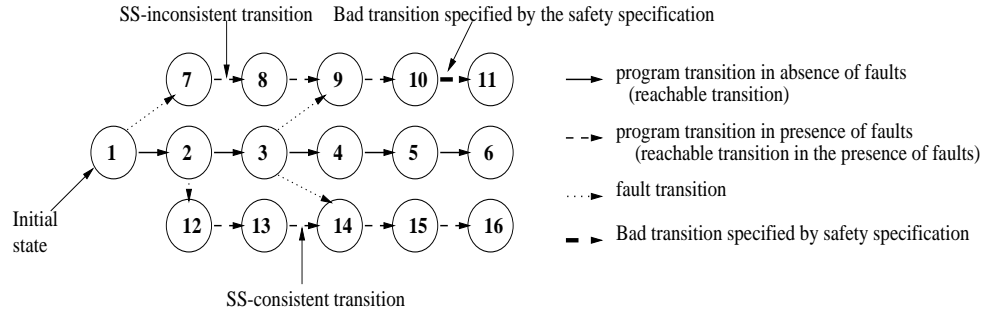 SS-inconsistent transition
Bad transition specified by the safety specification
7 8 9 10 11
1 2 3 4 5 6
12 13 14 15 16
Initial
state
SS-consistent transition
program transition in absence of faults
(reachable transition)
program transition in presence of faults
(reachable transition in the presence of faults)
fault transition
Bad transition specified by safety specification